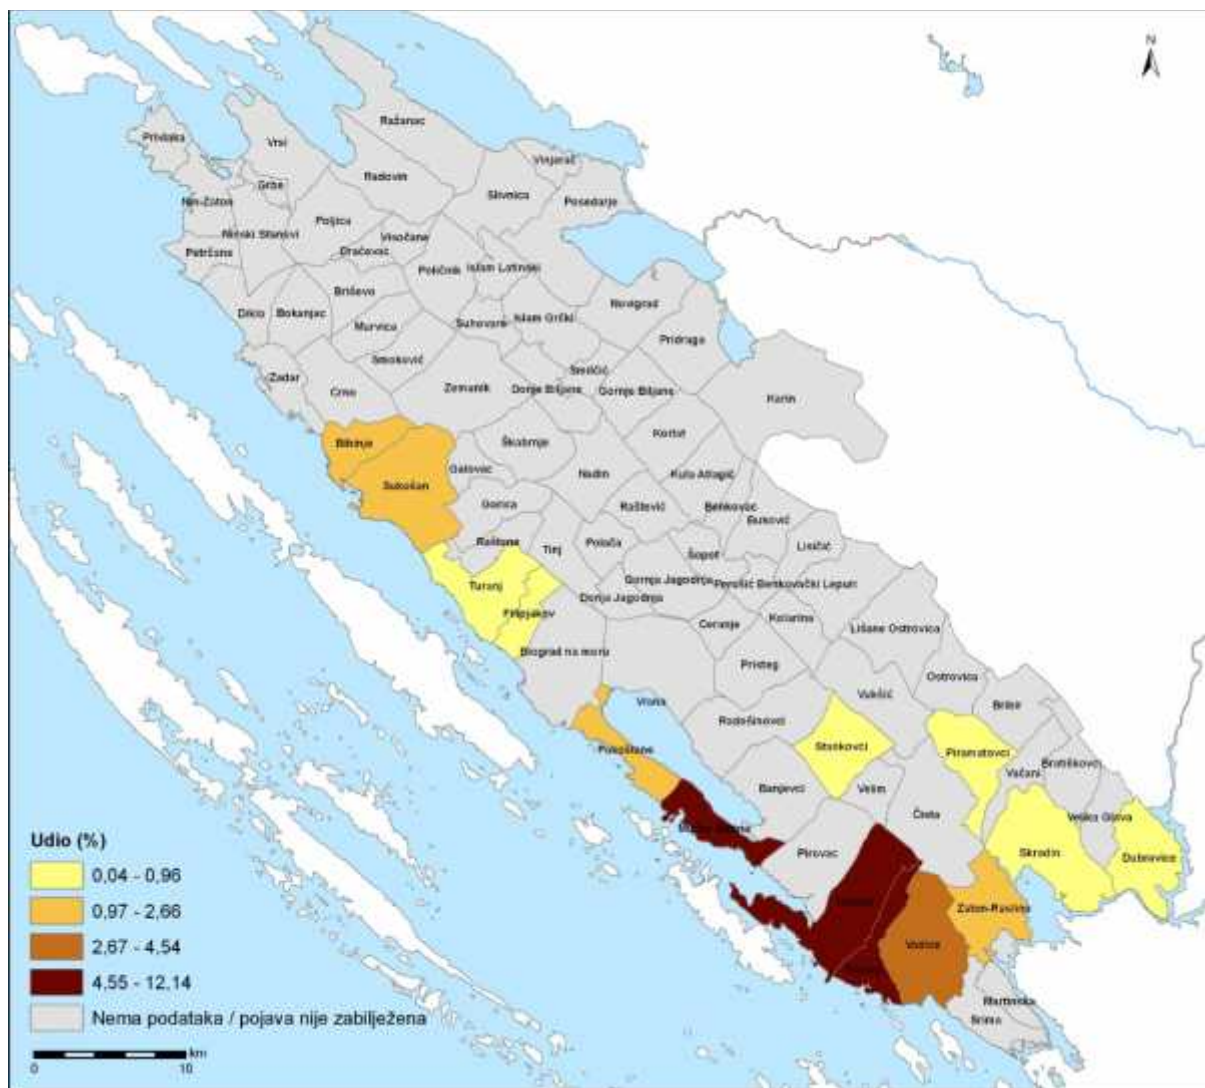 N
Ražanac
Privlaka
Vrsi
Vinjerac
Radovin
Grbe
Slivnica
Nin-Zaton
Posedarje
Poljica
Ninski Stanovi
Visočane
Petrčane
Dračevac
Poličnik
Islam Latinski
Briševo
Novigrad
Diklo
Bokanjac
Islam Grčki
Suhovare
Murvica
Pridraga
Smoković
Smilčić
Zadar
Zemunik
Donje Biljane
Gornje Biljane
Crno
Karin
Korlat
Bibinje
Škabrnje
Galovac
Nadin
Kula Atlagić
Sukošan
Gorica
Raštević
Benkovac
Buković
Raštane
Tinj
Polača
Lisičić
Šopot
Turanj
Gornja Jagodnja
Perušić Benkovački
Lepuri
Donja Jagodnja
Filipjakov
Ceranje
Kolarina
Lišane Ostrovica
Biograd na moru
Pristeg
Ostrovica
Vukšić
Vrana
Bribir
Radašinovci
Pakoštane
Stankovci
Piramatovci
Bratiškovci
Vaćani
Banjevci
Velim
Čista
Velika Glava
Udio (%)
Pirovac
Skradin
Dubravice
0,04 - 0,96
0,97 - 2,66
Zaton-Raslina
2,67 - 4,54
Vodice
4,55 - 12,14
Martinska
Nema podataka / pojava nije zabilježena
Srima
km
0 10